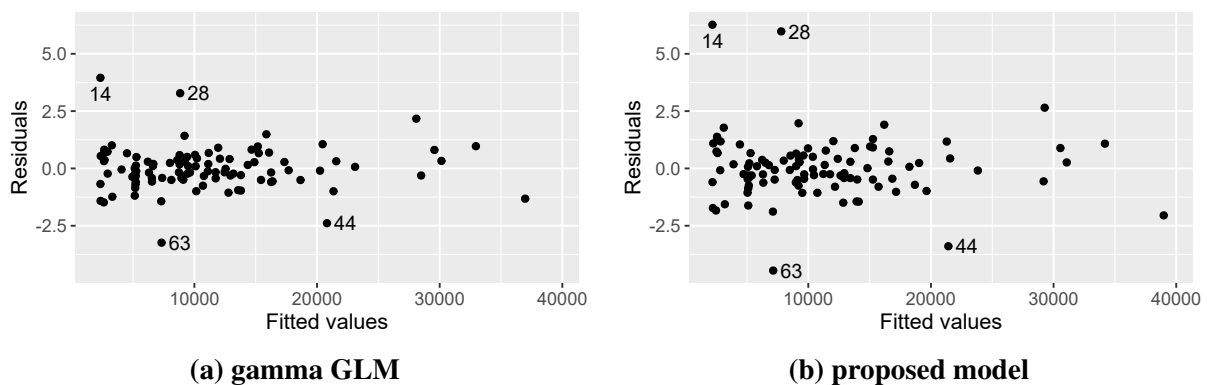 5.0
2.5
0.0
-2.5
Residuals
14
28
44
63
10000 20000 30000 40000
Fitted values
(a) gamma GLM
5.0
2.5
0.0
-2.5
Residuals
14
28
44
63
10000 20000 30000 40000
Fitted values
(b) proposed model